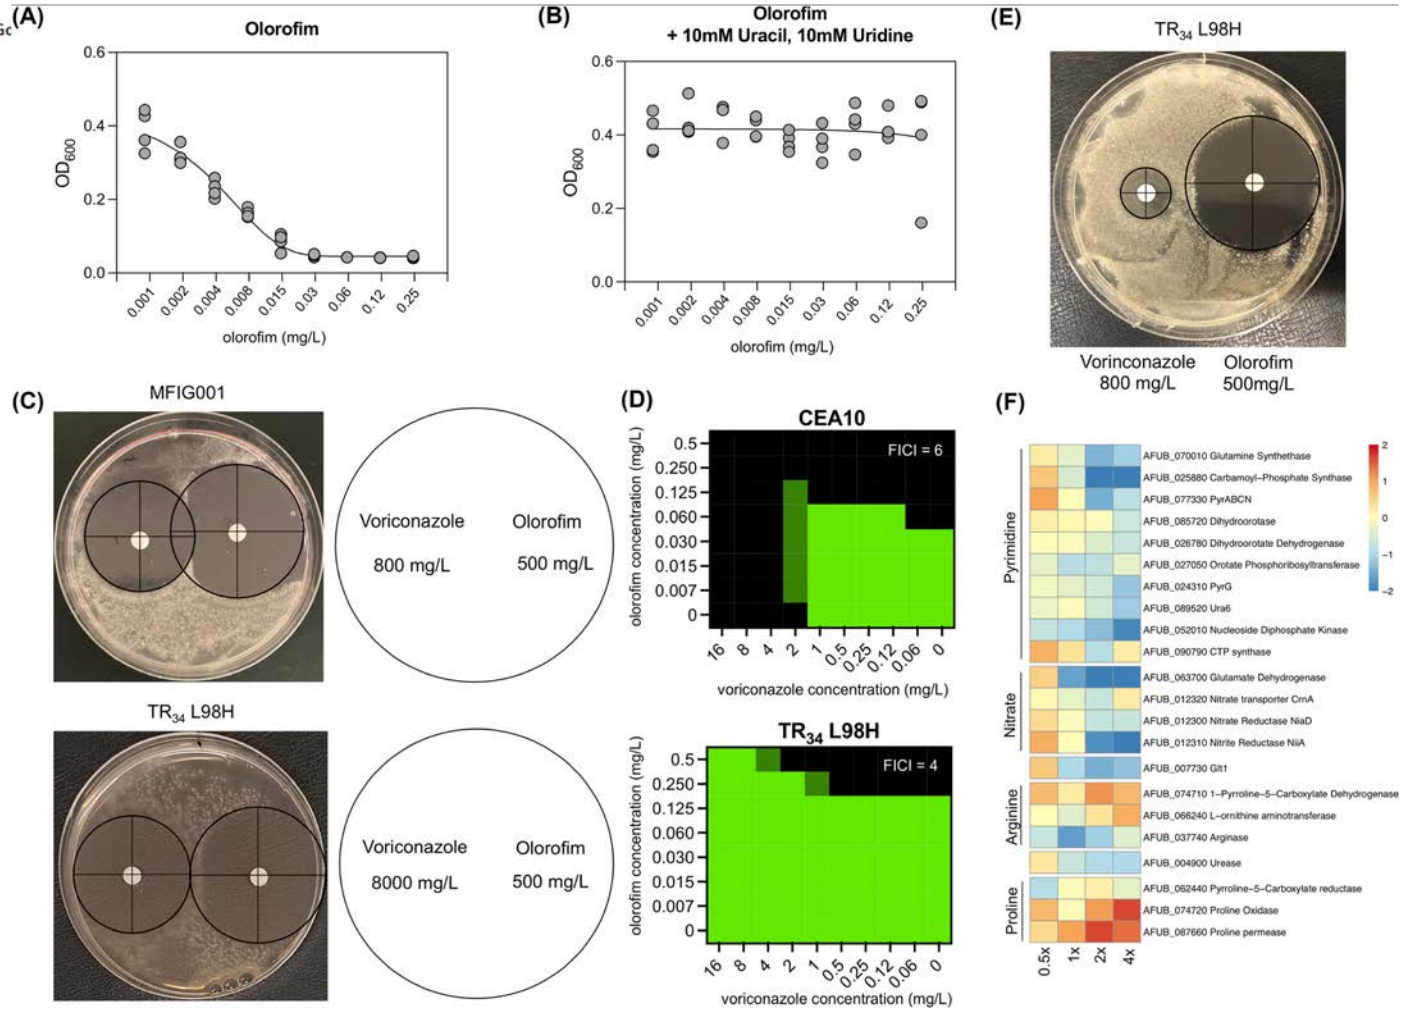 Gc
(A)
Olorofim
0.6
0.4
0.2
0.0
OD600
0.001
0.002
0.004
0.008
0.015
0.03
0.06
0.12
0.25
olorofim (mg/L)
(B)
Olorofim
+ 10mM Uracil, 10mM Uridine
0.6
0.4
0.2
0.0
OD600
0.001
0.002
0.004
0.008
0.015
0.03
0.06
0.12
0.25
olorofim (mg/L)
(E)
TR34 L98H
Vorinconazole
800 mg/L
Olorofim
500mg/L
(C)
MFIG001
Voriconazole
800 mg/L
Olorofim
500 mg/L
TR34 L98H
Voriconazole
8000 mg/L
Olorofim
500 mg/L
(D)
CEA10
FICI = 6
olorofim concentration (mg/L)
0.5
0.250
0.125
0.060
0.030
0.015
0.007
0
16
8
4
2
1
0.5
0.25
0.12
0.06
0
voriconazole concentration (mg/L)
TR34 L98H
FICI = 4
olorofim concentration (mg/L)
0.5
0.250
0.125
0.060
0.030
0.015
0.007
0
16
8
4
2
1
0.5
0.25
0.12
0.06
0
voriconazole concentration (mg/L)
(F)
Pyrimidine
AFUB_070010 Glutamine Synthethase
AFUB_025880 Carbamoyl-Phosphate Synthase
AFUB_077330 PyrABCN
AFUB_085720 Dihydroorotase
AFUB_026780 Dihydroorotate Dehydrogenase
AFUB_027050 Orotate Phosphoribosyltransferase
AFUB_024310 PyrG
AFUB_089520 Ura6
AFUB_052010 Nucleoside Diphosphate Kinase
AFUB_090790 CTP synthase
Nitrate
AFUB_063700 Glutamate Dehydrogenase
AFUB_012320 Nitrate transporter CrnA
AFUB_012300 Nitrate Reductase NiaD
AFUB_012310 Nitrite Reductase NiiA
AFUB_007730 Glt1
Arginine
AFUB_074710 1-Pyrroline-5-Carboxylate Dehydrogenase
AFUB_066240 L-ornithine aminotransferase
AFUB_037740 Arginase
AFUB_004900 Urease
Proline
AFUB_062440 Pyrroline-5-Carboxylate reductase
AFUB_074720 Proline Oxidase
AFUB_087660 Proline permease
0.5x
1x
2x
4x
2
1
0
-1
-2